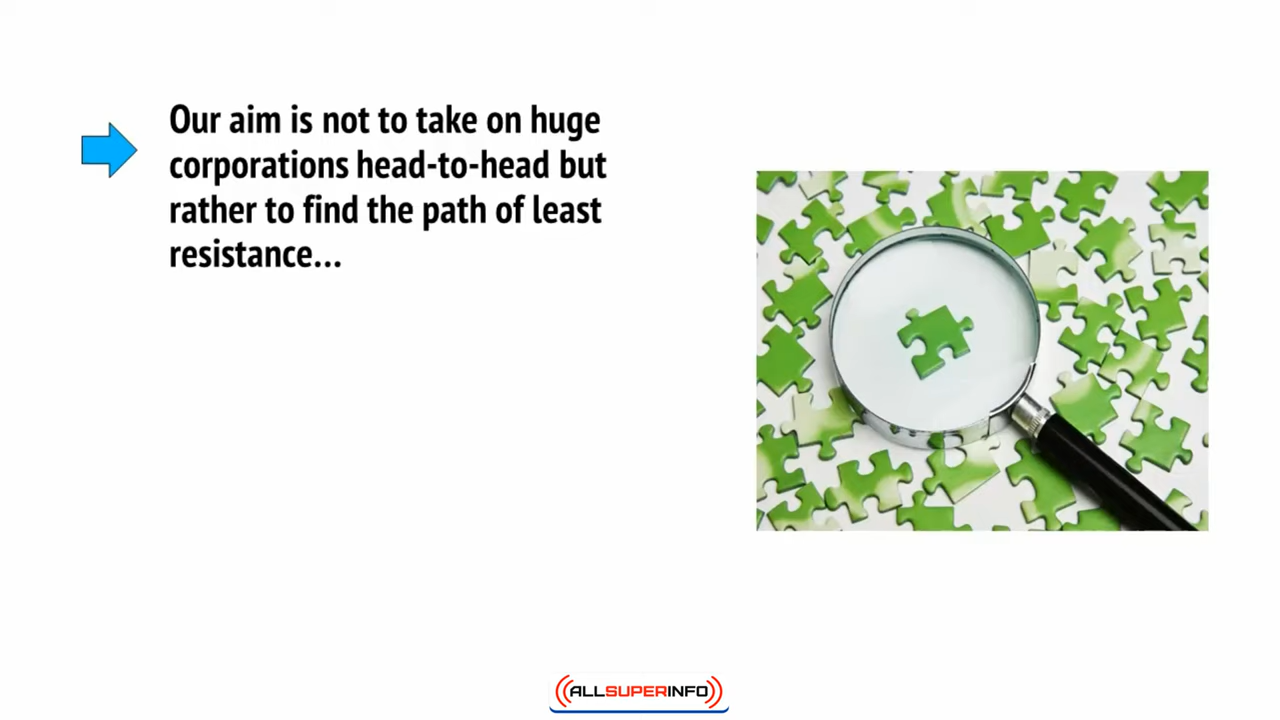 Our aim is not to take on huge
corporations head-to-head but
rather to find the path of least
resistance...
ALLSUPERINFO